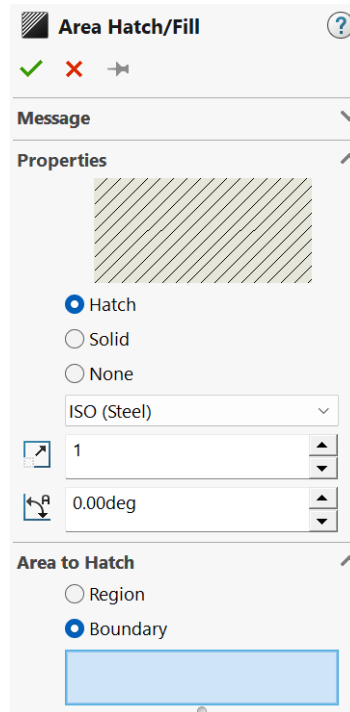 Area Hatch/Fill
?
Message
Properties
Hatch
Solid
None
ISO (Steel)
1
A
0.00deg
Area to Hatch
Region
Boundary